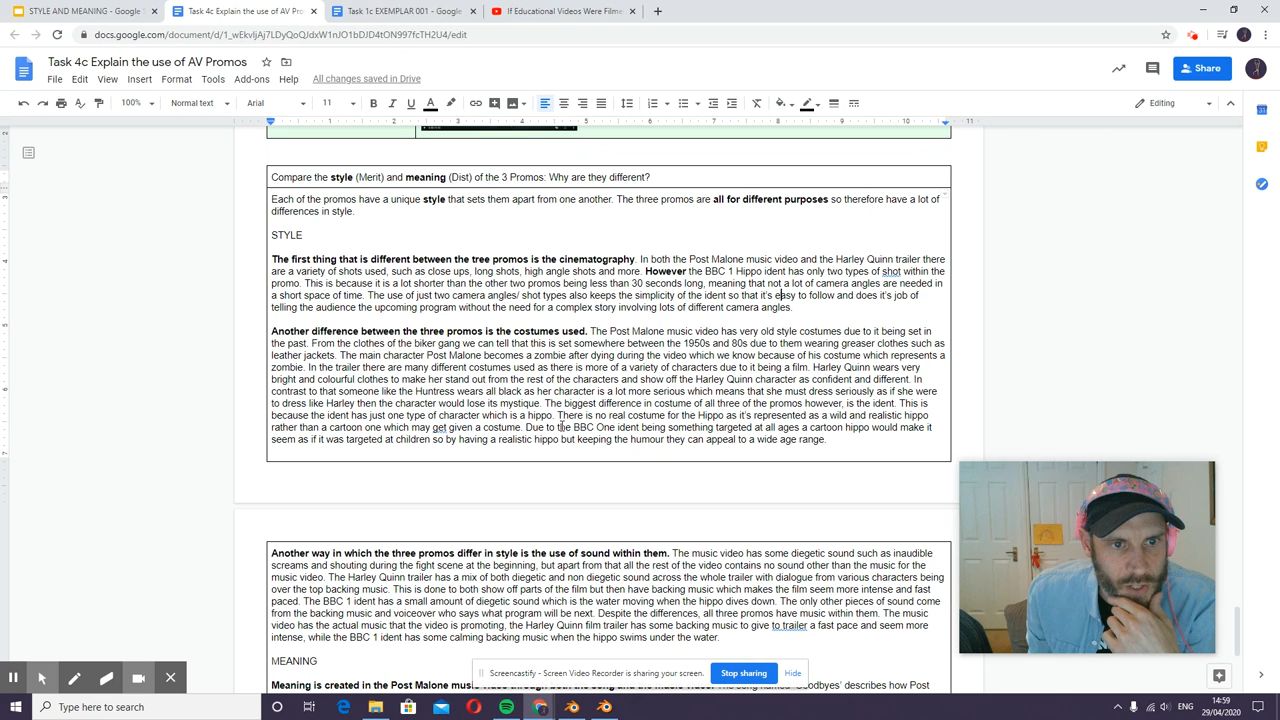 STYLE AND MEANING - Google S
Task 4c Explain the use of AV Pro
Task 1c EXEMPLAR 001 - Google
If Educational Videos Were Filme
docs.google.com/document/d/1_wEkvljAj7LDyQoQJdxW1nJO1bDJD4tON997fcTH2U4/edit
Task 4c Explain the use of AV Promos
File Edit View Insert Format Tools Add-ons Help All changes saved in Drive
Share
100% Normal text Arial 11 Editing
Compare the style (Merit) and meaning (Dist) of the 3 Promos: Why are they different?
Each of the promos have a unique style that sets them apart from one another. The three promos are all for different purposes so therefore have a lot of
differences in style.
STYLE
The first thing that is different between the tree promos is the cinematography. In both the Post Malone music video and the Harley Quinn trailer there
are a variety of shots used, such as close ups, long shots, high angle shots and more. However the BBC 1 Hippo ident has only two types of shot within the
promo. This is because it is a lot shorter than the other two promos being less than 30 seconds long, meaning that not a lot of camera angles are needed in
a short space of time. The use of just two camera angles/ shot types also keeps the simplicity of the ident so that it's easy to follow and does it's job of
telling the audience the upcoming program without the need for a complex story involving lots of different camera angles.
Another difference between the three promos is the costumes used. The Post Malone music video has very old style costumes due to it being set in
the past. From the clothes of the biker gang we can tell that this is set somewhere between the 1950s and 80s due to them wearing greaser clothes such as
leather jackets. The main character Post Malone becomes a zombie after dying during the video which we know because of his costume which represents a
zombie. In the trailer there are many different costumes used as there is more of a variety of characters due to it being a film. Harley Quinn wears very
bright and colourful clothes to make her stand out from the rest of the characters and show off the Harley Quinn character as confident and different. In
contrast to that someone like the Huntress wears all black as her character is a lot more serious which means that she must dress seriously as if she were
to dress like Harley then the character would lose its mystique. The biggest difference in costume of all three of the promos however, is the ident. This is
because the ident has just one type of character which is a hippo. There is no real costume for the Hippo as it's represented as a wild and realistic hippo
rather than a cartoon one which may get given a costume. Due to the BBC One ident being something targeted at all ages a cartoon hippo would make it
seem as if it was targeted at children so by having a realistic hippo but keeping the humour they can appeal to a wide age range.
Another way in which the three promos differ in style is the use of sound within them. The music video has some diegetic sound such as inaudible
screams and shouting during the fight scene at the beginning, but apart from that all the rest of the video contains no sound other than the music for the
music video. The Harley Quinn trailer has a mix of both diegetic and non diegetic sound across the whole trailer with dialogue from various characters being
over the top backing music. This is done to both show off parts of the film but then have backing music which makes the film seem more intense and fast
paced. The BBC 1 ident has a small amount of diegetic sound which is the water moving when the hippo dives down. The only other pieces of sound come
from the backing music and voiceover who says what program will be next. Despite the differences, all three promos have music within them. The music
video has the actual music that the video is promoting, the Harley Quinn film trailer has some backing music to give to trailer a fast pace and seem more
intense, while the BBC 1 ident has some calming backing music when the hippo swims under the water.
MEANING
Screencastify - Screen Video Recorder is sharing your screen. Stop sharing Hide
Meaning is created in the Post Malone music video through both the song and the music video. The song named 'Goodbyes' describes how Post
Type here to search
14:59
29/04/2020